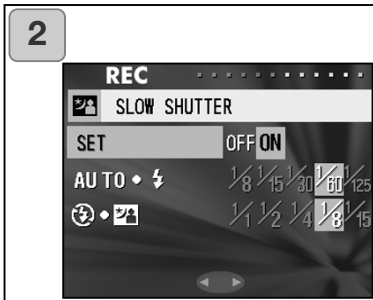 2
REC
SLOW SHUTTER
SET OFF ON
AUTO • 1/8 1/15 1/30 1/60 1/125
• 1/1 1/2 1/4 1/8 1/15